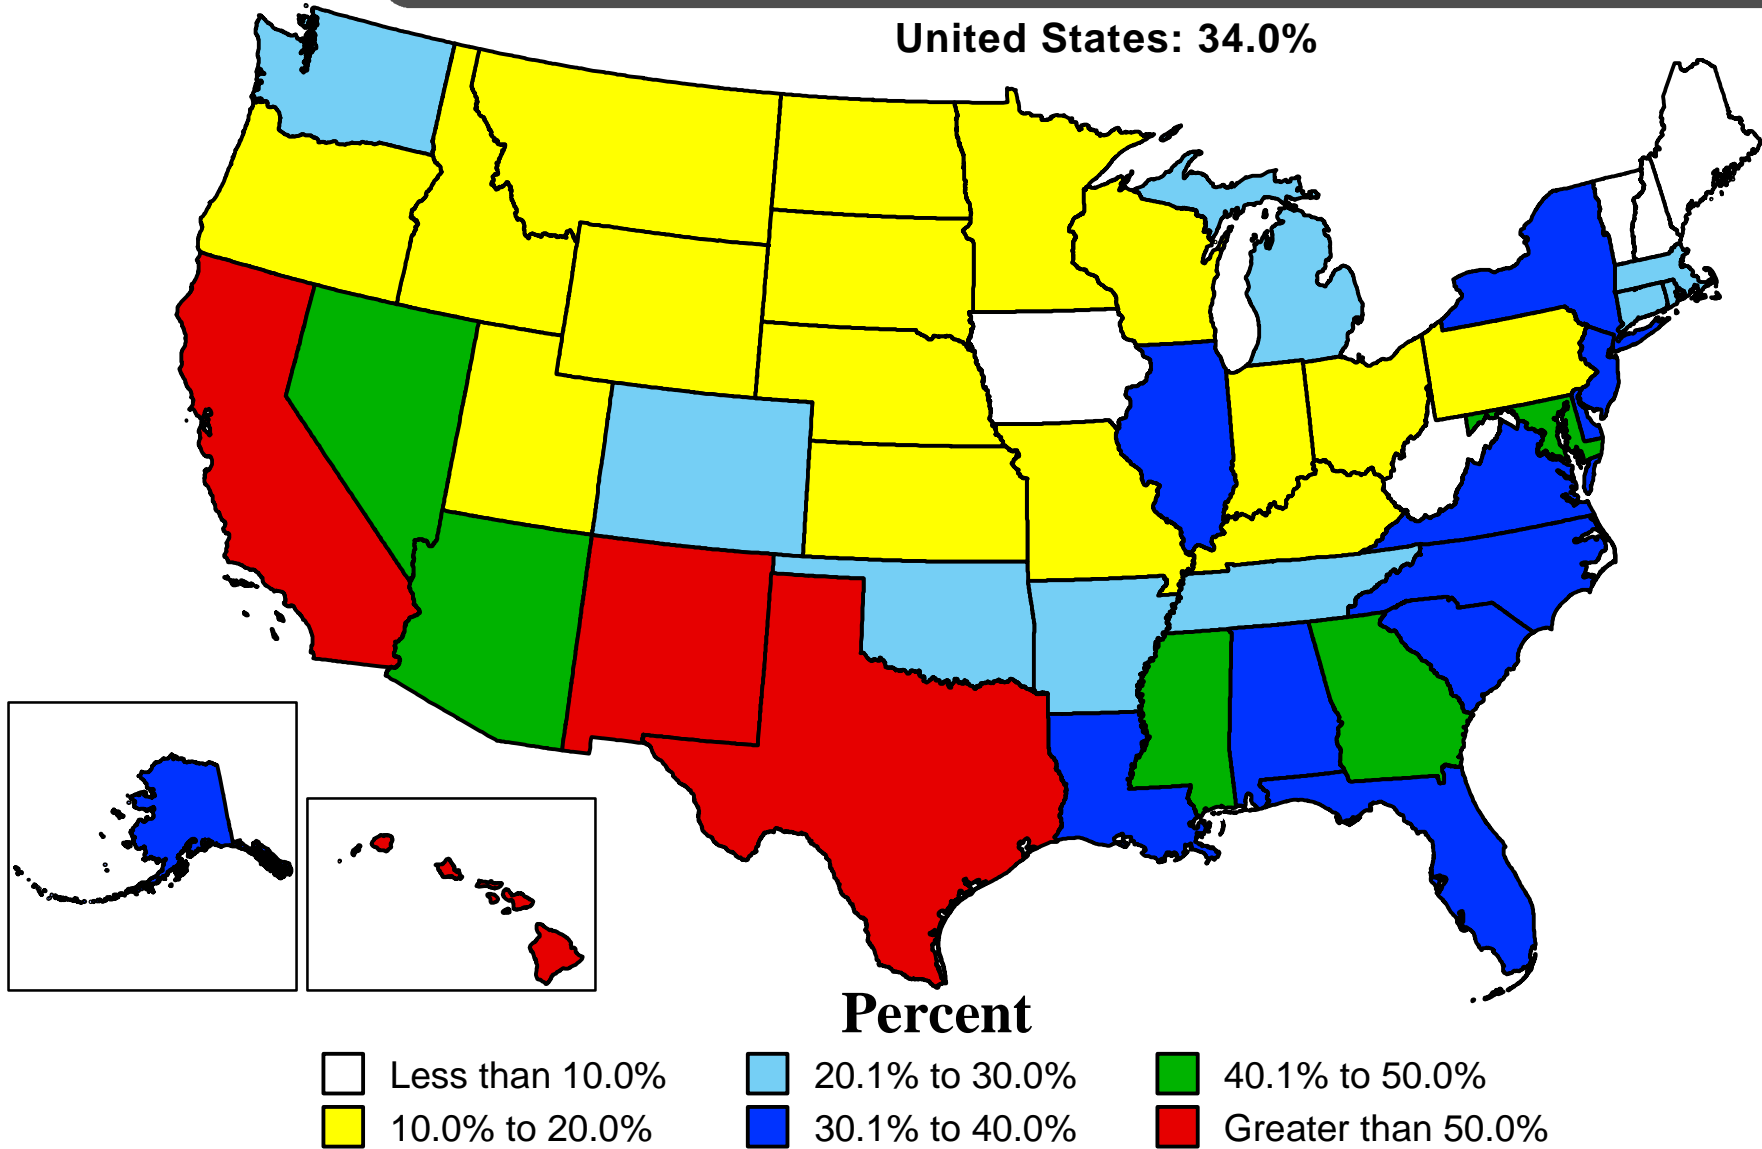 United States: 34.0%
Percent
Less than 10.0%
20.1% to 30.0%
40.1% to 50.0%
10.0% to 20.0%
30.1% to 40.0%
Greater than 50.0%